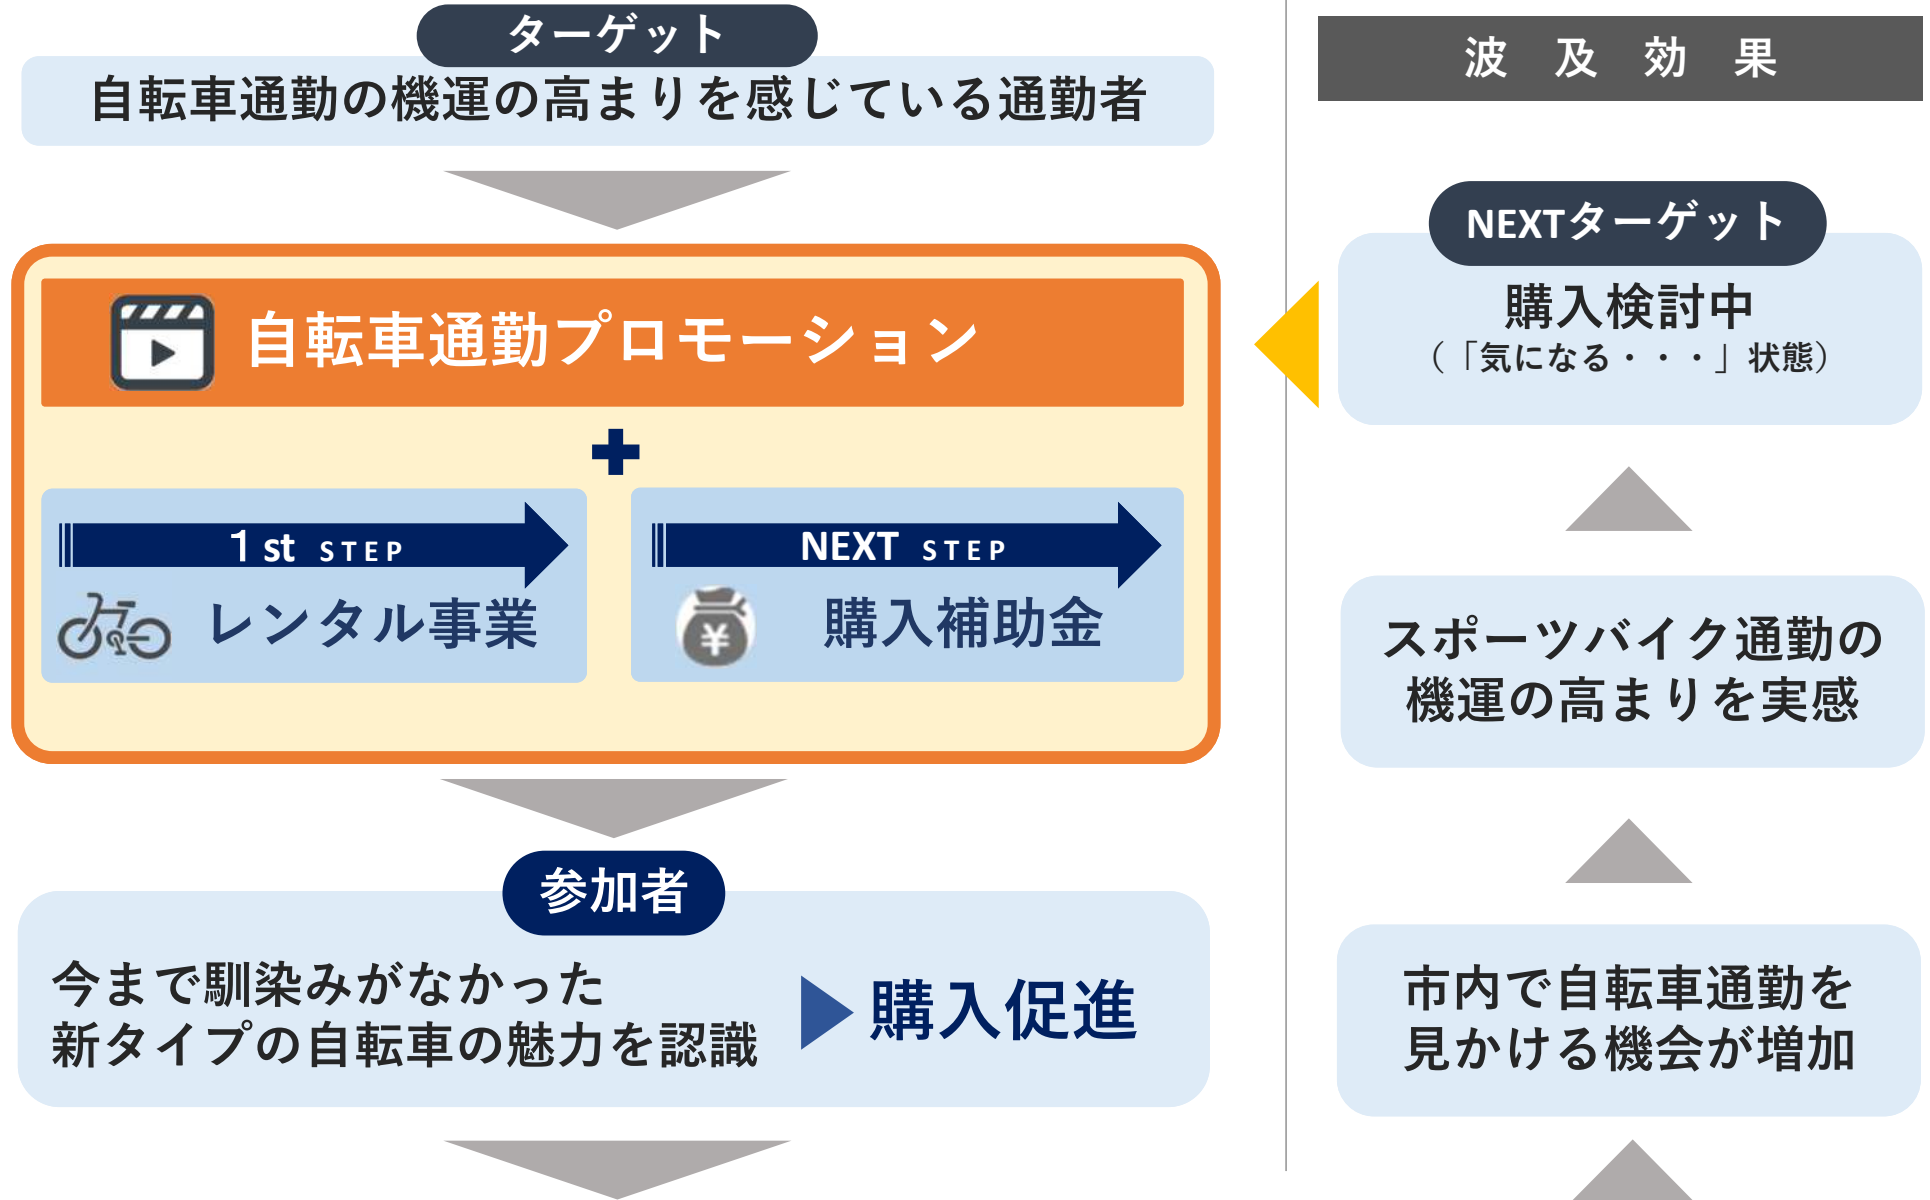 ターゲット
自転車通勤の機運の高まりを感じている通勤者
自転車通勤プロモーション
1st STEP
レンタル事業
NEXT STEP
購入補助金
参加者
今まで馴染みがなかった
新タイプの自転車の魅力を認識
購入促進
波及効果
NEXTターゲット
購入検討中
（「気になる・・・」状態）
スポーツバイク通勤の
機運の高まりを実感
市内で自転車通勤を
見かける機会が増加